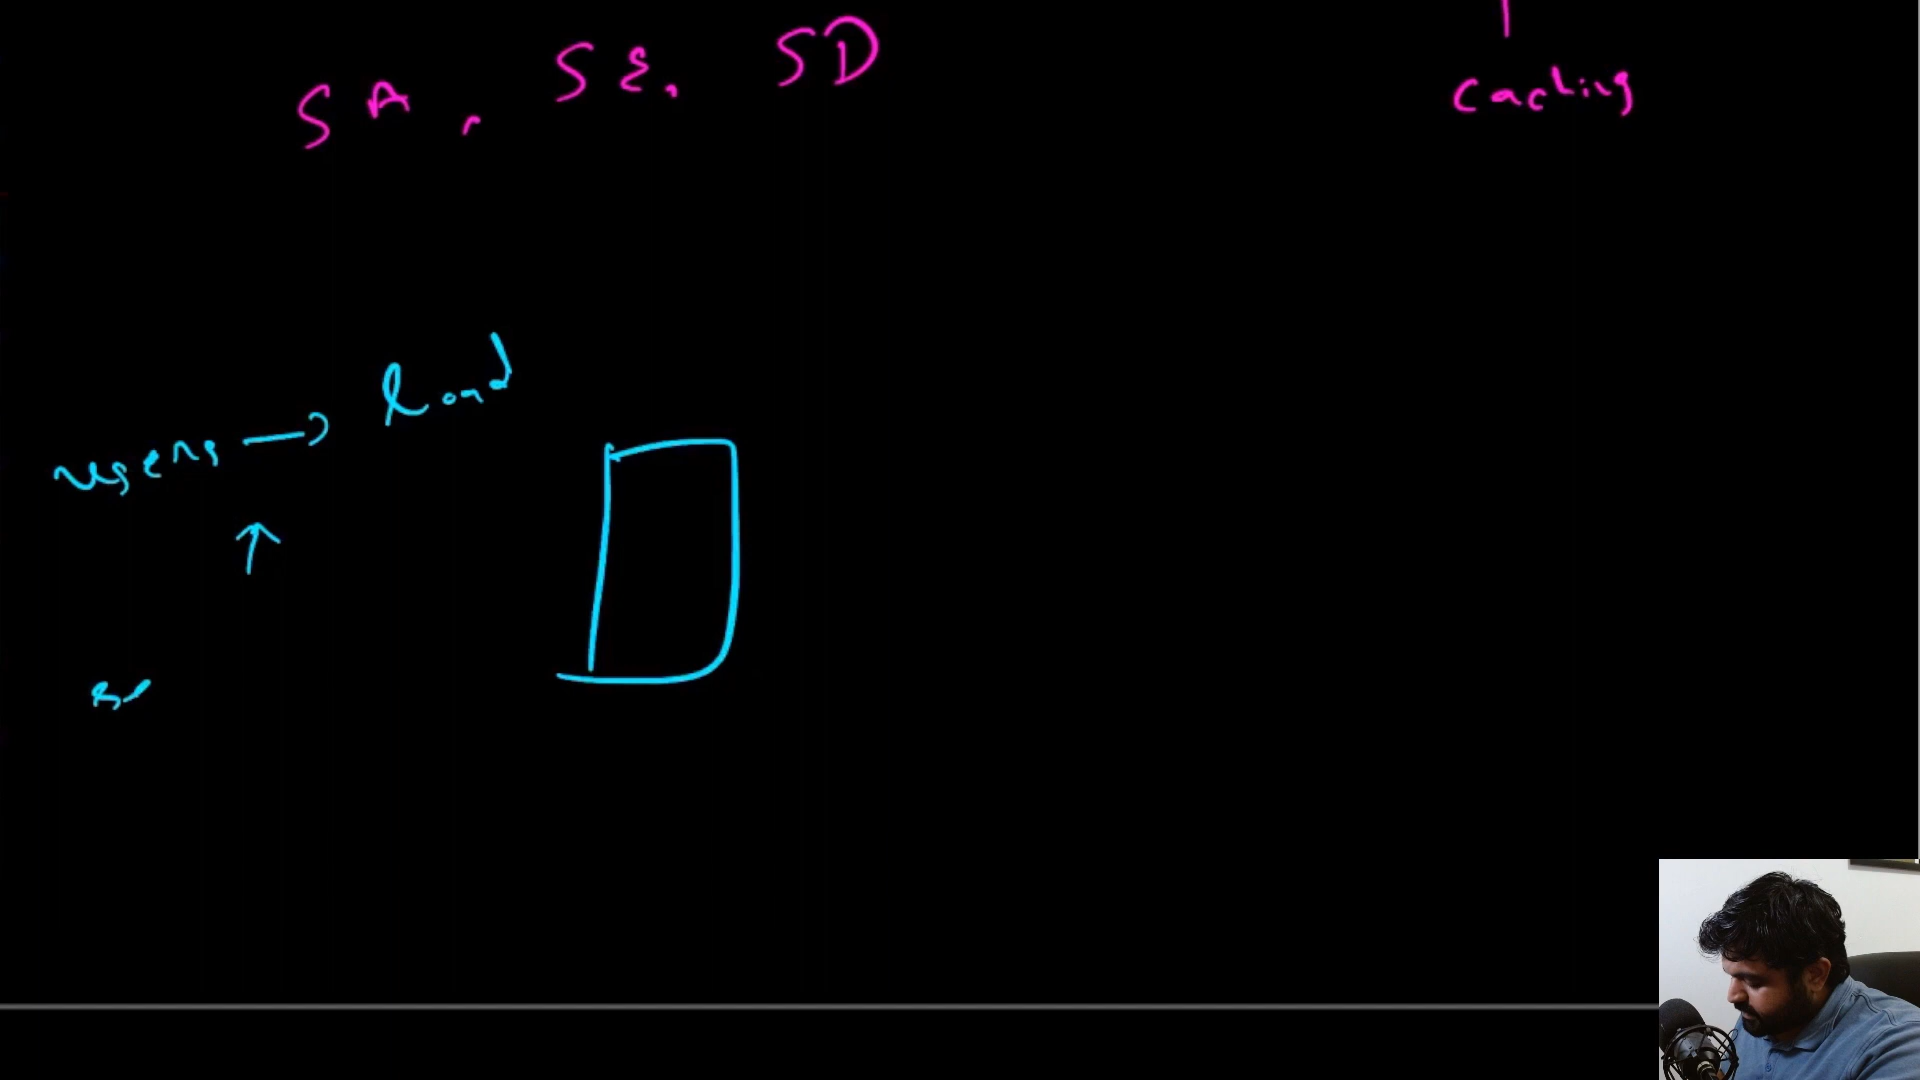 SA, SE, SD
caching
users → load
↑